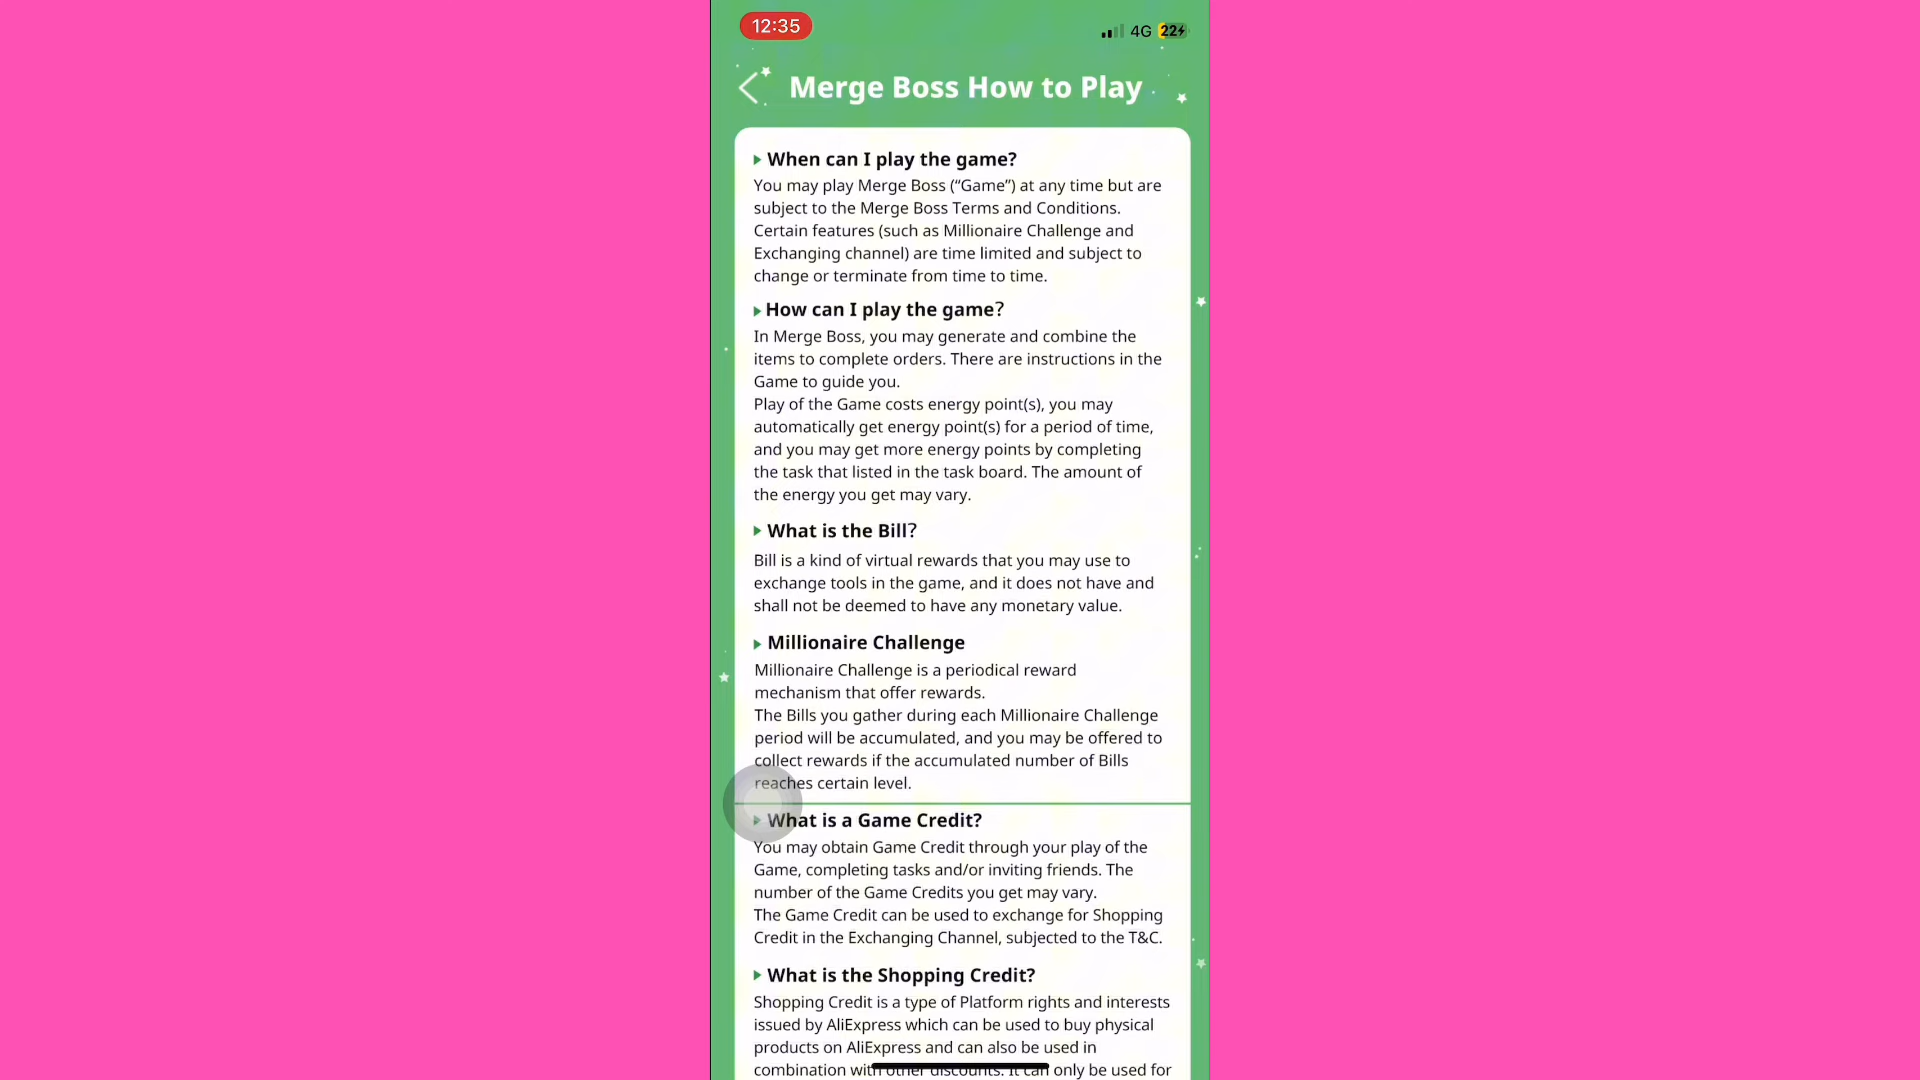 12:35
4G 22
Merge Boss How to Play
When can I play the game?
You may play Merge Boss (“Game”) at any time but are
subject to the Merge Boss Terms and Conditions.
Certain features (such as Millionaire Challenge and
Exchanging channel) are time limited and subject to
change or terminate from time to time.
How can I play the game?
In Merge Boss, you may generate and combine the
items to complete orders. There are instructions in the
Game to guide you.
Play of the Game costs energy point(s), you may
automatically get energy point(s) for a period of time,
and you may get more energy points by completing
the task that listed in the task board. The amount of
the energy you get may vary.
What is the Bill?
Bill is a kind of virtual rewards that you may use to
exchange tools in the game, and it does not have and
shall not be deemed to have any monetary value.
Millionaire Challenge
Millionaire Challenge is a periodical reward
mechanism that offer rewards.
The Bills you gather during each Millionaire Challenge
period will be accumulated, and you may be offered to
collect rewards if the accumulated number of Bills
reaches certain level.
What is a Game Credit?
You may obtain Game Credit through your play of the
Game, completing tasks and/or inviting friends. The
number of the Game Credits you get may vary.
The Game Credit can be used to exchange for Shopping
Credit in the Exchanging Channel, subjected to the T&C.
What is the Shopping Credit?
Shopping Credit is a type of Platform rights and interests
issued by AliExpress which can be used to buy physical
products on AliExpress and can also be used in
combination with other discounts. It can only be used for